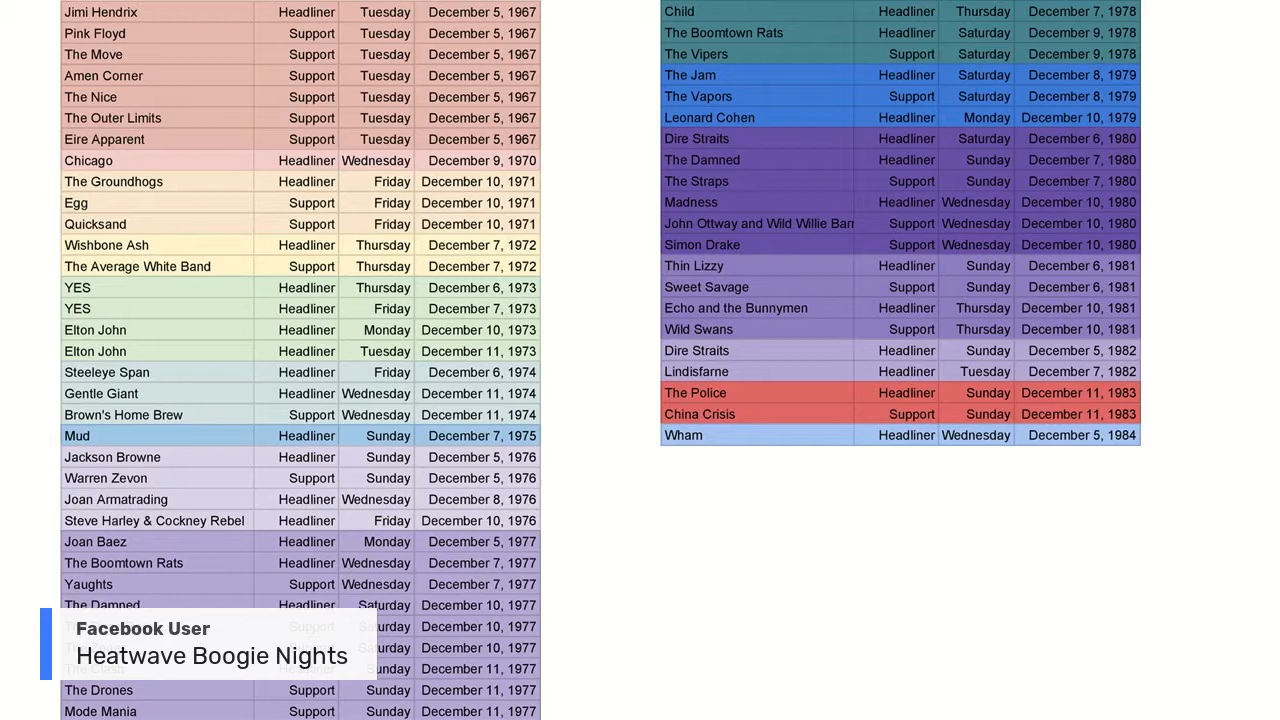 Jimi Hendrix Headliner Tuesday December 5, 1967
Pink Floyd Support Tuesday December 5, 1967
The Move Support Tuesday December 5, 1967
Amen Corner Support Tuesday December 5, 1967
The Nice Support Tuesday December 5, 1967
The Outer Limits Support Tuesday December 5, 1967
Eire Apparent Support Tuesday December 5, 1967
Chicago Headliner Wednesday December 9, 1970
The Groundhogs Headliner Friday December 10, 1971
Egg Support Friday December 10, 1971
Quicksand Support Friday December 10, 1971
Wishbone Ash Headliner Thursday December 7, 1972
The Average White Band Support Thursday December 7, 1972
YES Headliner Thursday December 6, 1973
YES Headliner Friday December 7, 1973
Elton John Headliner Monday December 10, 1973
Elton John Headliner Tuesday December 11, 1973
Steeleye Span Headliner Friday December 6, 1974
Gentle Giant Headliner Wednesday December 11, 1974
Brown's Home Brew Support Wednesday December 11, 1974
Mud Headliner Sunday December 7, 1975
Jackson Browne Headliner Sunday December 5, 1976
Warren Zevon Support Sunday December 5, 1976
Joan Armatrading Headliner Wednesday December 8, 1976
Steve Harley & Cockney Rebel Headliner Friday December 10, 1976
Joan Baez Headliner Monday December 5, 1977
The Boomtown Rats Headliner Wednesday December 7, 1977
Yaughts Support Wednesday December 7, 1977
The Damned Headliner Saturday December 10, 1977
Support December 10, 1977
December 10, 1977
December 11, 1977
The Drones Support Sunday December 11, 1977
Mode Mania Support Sunday December 11, 1977
Facebook User
Heatwave Boogie Nights
Child Headliner Thursday December 7, 1978
The Boomtown Rats Headliner Saturday December 9, 1978
The Vipers Support Saturday December 9, 1978
The Jam Headliner Saturday December 8, 1979
The Vapors Support Saturday December 8, 1979
Leonard Cohen Headliner Monday December 10, 1979
Dire Straits Headliner Saturday December 6, 1980
The Damned Headliner Sunday December 7, 1980
The Straps Support Sunday December 7, 1980
Madness Headliner Wednesday December 10, 1980
John Ottway and Wild Willie Barr Support Wednesday December 10, 1980
Simon Drake Support Wednesday December 10, 1980
Thin Lizzy Headliner Sunday December 6, 1981
Sweet Savage Support Sunday December 6, 1981
Echo and the Bunnymen Headliner Thursday December 10, 1981
Wild Swans Support Thursday December 10, 1981
Dire Straits Headliner Sunday December 5, 1982
Lindisfarne Headliner Tuesday December 7, 1982
The Police Headliner Sunday December 11, 1983
China Crisis Support Sunday December 11, 1983
Wham Headliner Wednesday December 5, 1984